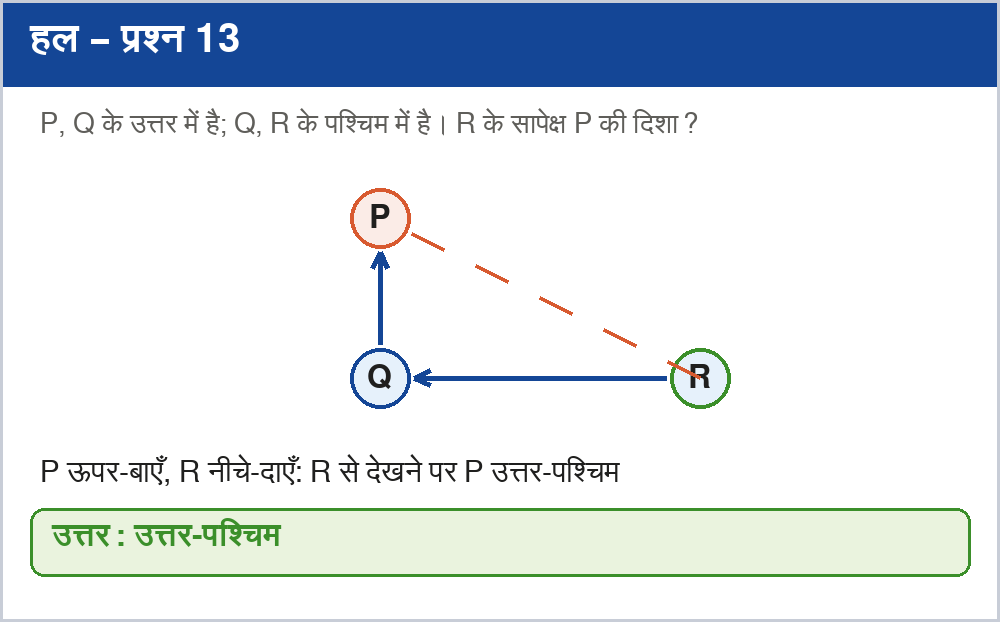 हल – प्रश्न 13
P, Q के उत्तर में है; Q, R के पश्चिम में है। R के सापेक्ष P की दिशा ?
P
Q
R
P ऊपर-बाएँ, R नीचे-दाएँ: R से देखने पर P उत्तर-पश्चिम
उत्तर : उत्तर-पश्चिम